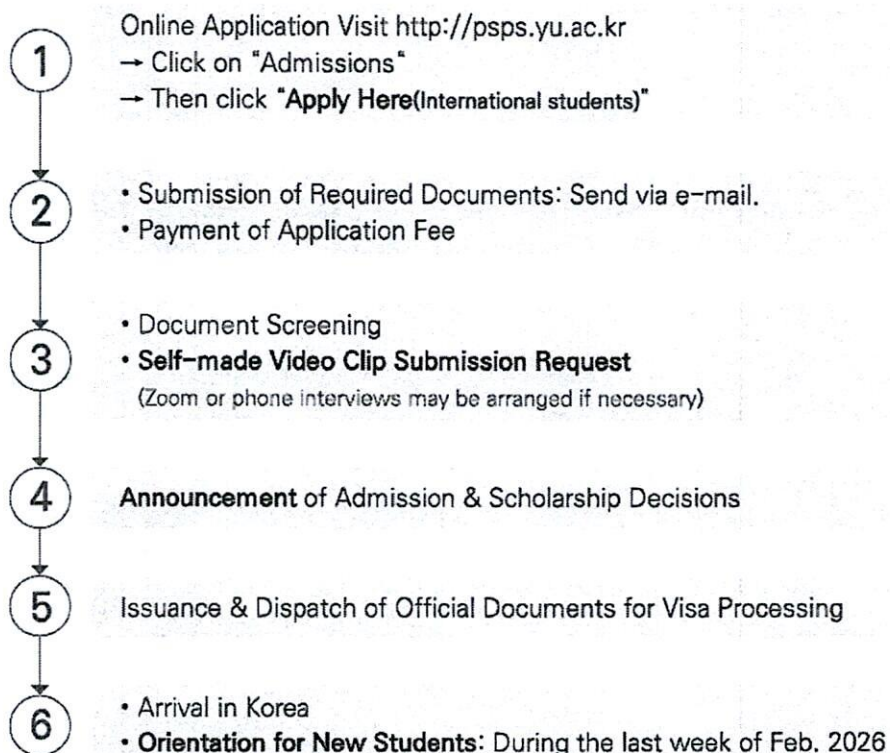 1
Online Application Visit http://psps.yu.ac.kr
→ Click on "Admissions"
→ Then click "Apply Here(International students)"
2
• Submission of Required Documents: Send via e-mail.
• Payment of Application Fee
3
• Document Screening
• Self-made Video Clip Submission Request
(Zoom or phone interviews may be arranged if necessary)
4
Announcement of Admission & Scholarship Decisions
5
Issuance & Dispatch of Official Documents for Visa Processing
6
• Arrival in Korea
• Orientation for New Students: During the last week of Feb, 2026